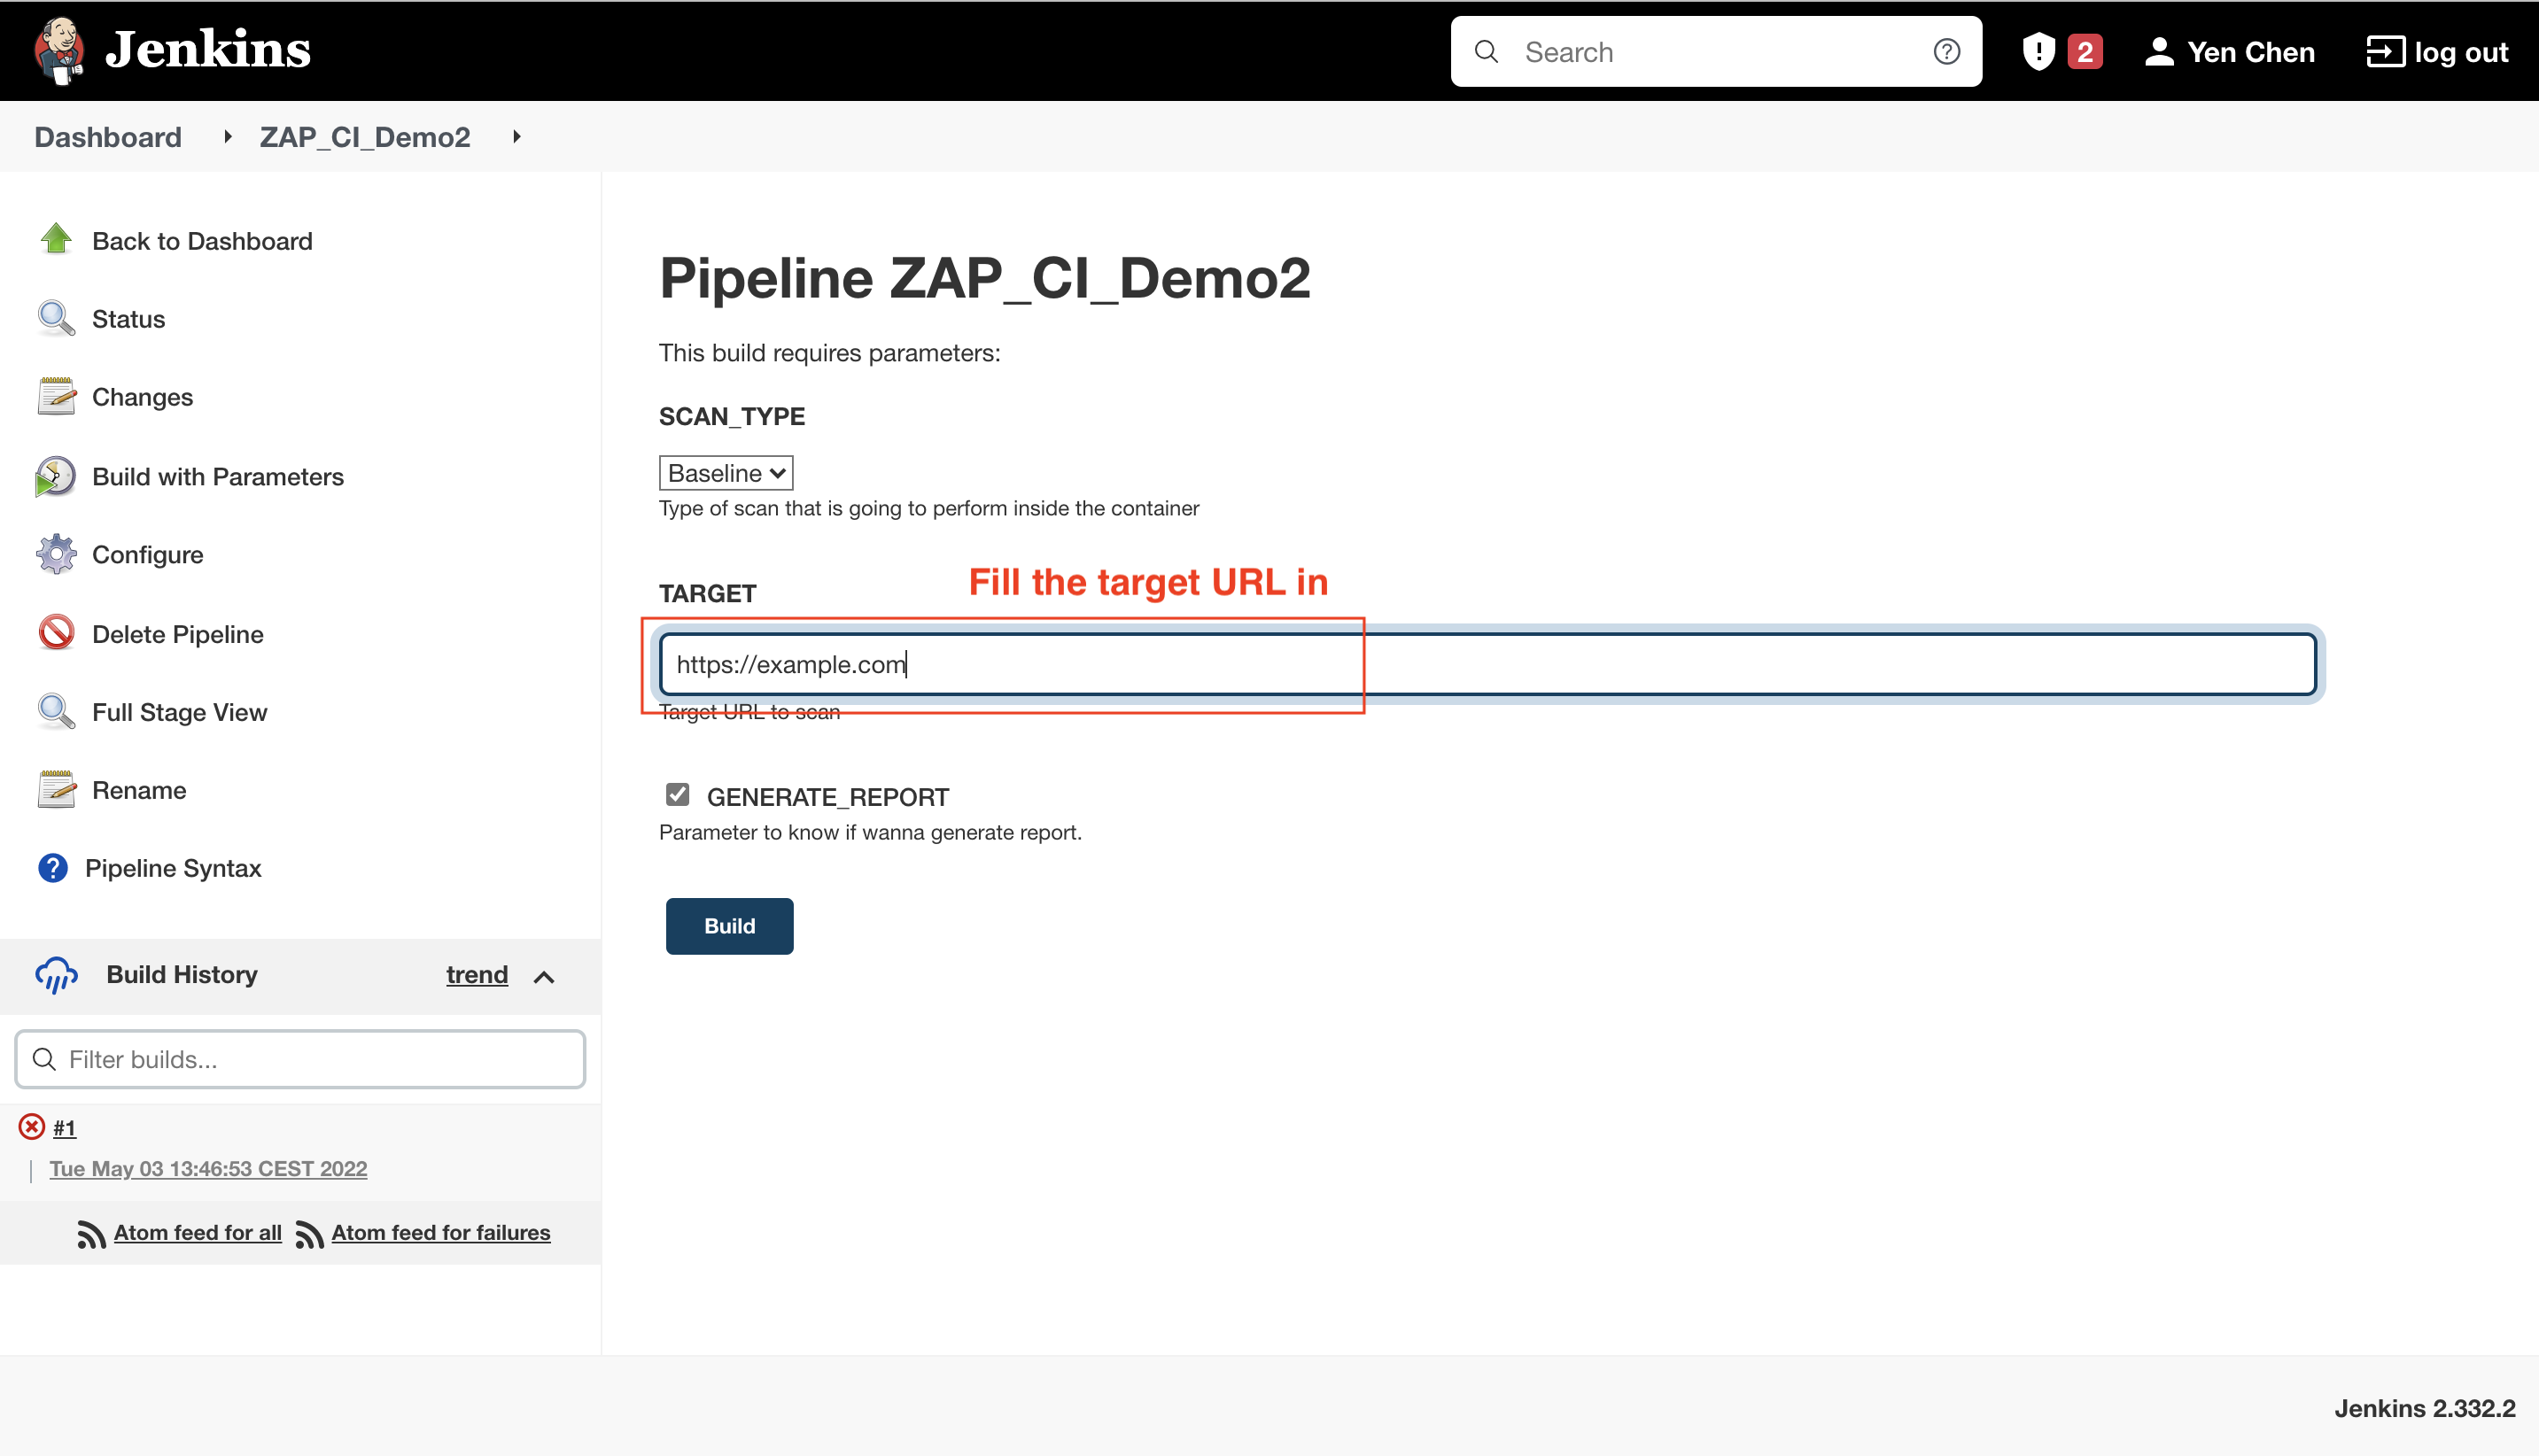 Jenkins
Search
2
Yen Chen
log out
Dashboard
ZAP_CI_Demo2
Back to Dashboard
Status
Changes
Build with Parameters
Configure
Delete Pipeline
Full Stage View
Rename
Pipeline Syntax
Build History
trend
Filter builds...
#1
Tue May 03 13:46:53 CEST 2022
Atom feed for all
Atom feed for failures
Pipeline ZAP_CI_Demo2
This build requires parameters:
SCAN_TYPE
Baseline
Type of scan that is going to perform inside the container
TARGET
Fill the target URL in
https://example.com
Target URL to scan
GENERATE_REPORT
Parameter to know if wanna generate report.
Build
Jenkins 2.332.2